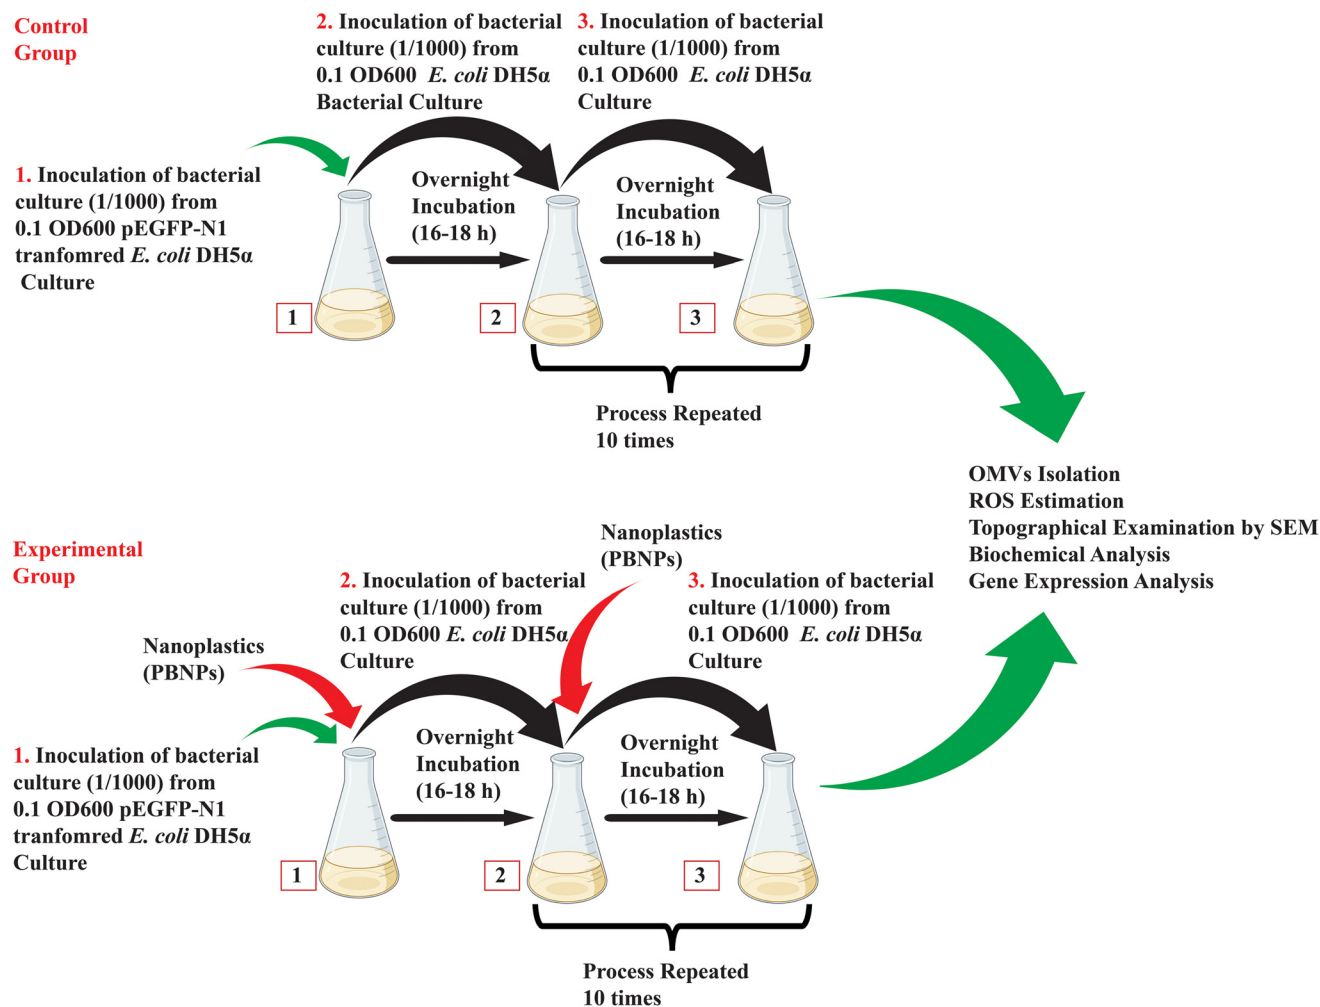 Control
Group
1. Inoculation of bacterial
culture (1/1000) from
0.1 OD600 pEGFP-N1
tranfomred E. coli DH5α
Culture
2. Inoculation of bacterial
culture (1/1000) from
0.1 OD600 E. coli DH5α
Bacterial Culture
3. Inoculation of bacterial
culture (1/1000) from
0.1 OD600 E. coli DH5α
Culture
Overnight
Incubation
(16-18 h)
Overnight
Incubation
(16-18 h)
1
2
3
Process Repeated
10 times
OMVs Isolation
ROS Estimation
Topographical Examination by SEM
Biochemical Analysis
Gene Expression Analysis
Experimental
Group
Nanoplastics
(PBNPs)
1. Inoculation of bacterial
culture (1/1000) from
0.1 OD600 pEGFP-N1
tranfomred E. coli DH5α
Culture
2. Inoculation of bacterial
culture (1/1000) from
0.1 OD600 E. coli DH5α
Culture
Nanoplastics
(PBNPs)
3. Inoculation of bacterial
culture (1/1000) from
0.1 OD600 E. coli DH5α
Culture
Overnight
Incubation
(16-18 h)
Overnight
Incubation
(16-18 h)
1
2
3
Process Repeated
10 times